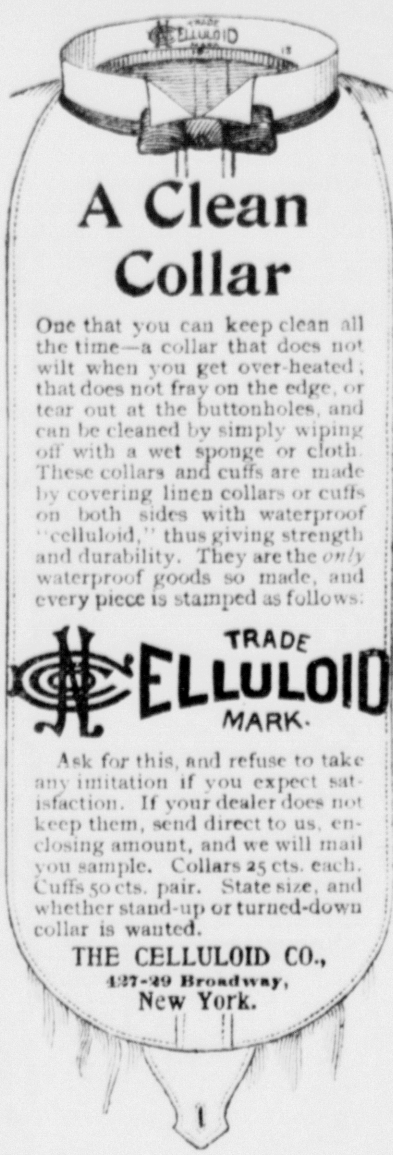 TRADE
CELLULOID
MARK
A Clean
Collar
One that you can keep clean all
the time—a collar that does not
wilt when you get over-heated;
that does not fray on the edge, or
tear out at the buttonholes, and
can be cleaned by simply wiping
off with a wet sponge or cloth.
These collars and cuffs are made
by covering linen collars or cuffs
on both sides with waterproof
"celluloid," thus giving strength
and durability. They are the only
waterproof goods so made, and
every piece is stamped as follows:
TRADE
CELLULOID
MARK.
Ask for this, and refuse to take
any imitation if you expect sat-
isfaction. If your dealer does not
keep them, send direct to us, en-
closing amount, and we will mail
you sample. Collars 25 cts. each.
Cuffs 50 cts. pair. State size, and
whether stand-up or turned-down
collar is wanted.
THE CELLULOID CO.,
427-29 Broadway,
New York.